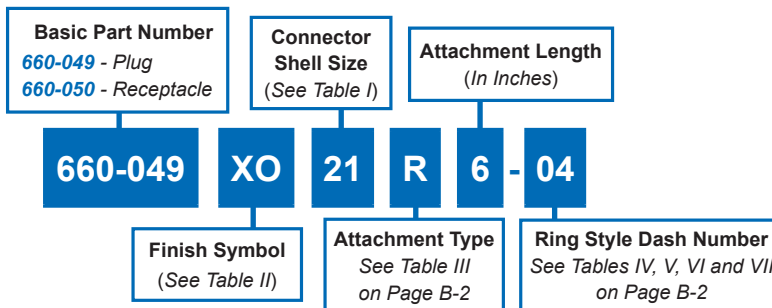 Basic Part Number
660-049 - Plug
660-050 - Receptacle
Connector
Shell Size
(See Table I)
Attachment Length
(In Inches)
660-049 XO 21 R 6 - 04
Finish Symbol
(See Table II)
Attachment Type
See Table III
on Page B-2
Ring Style Dash Number
See Tables IV, V, VI and VII
on Page B-2